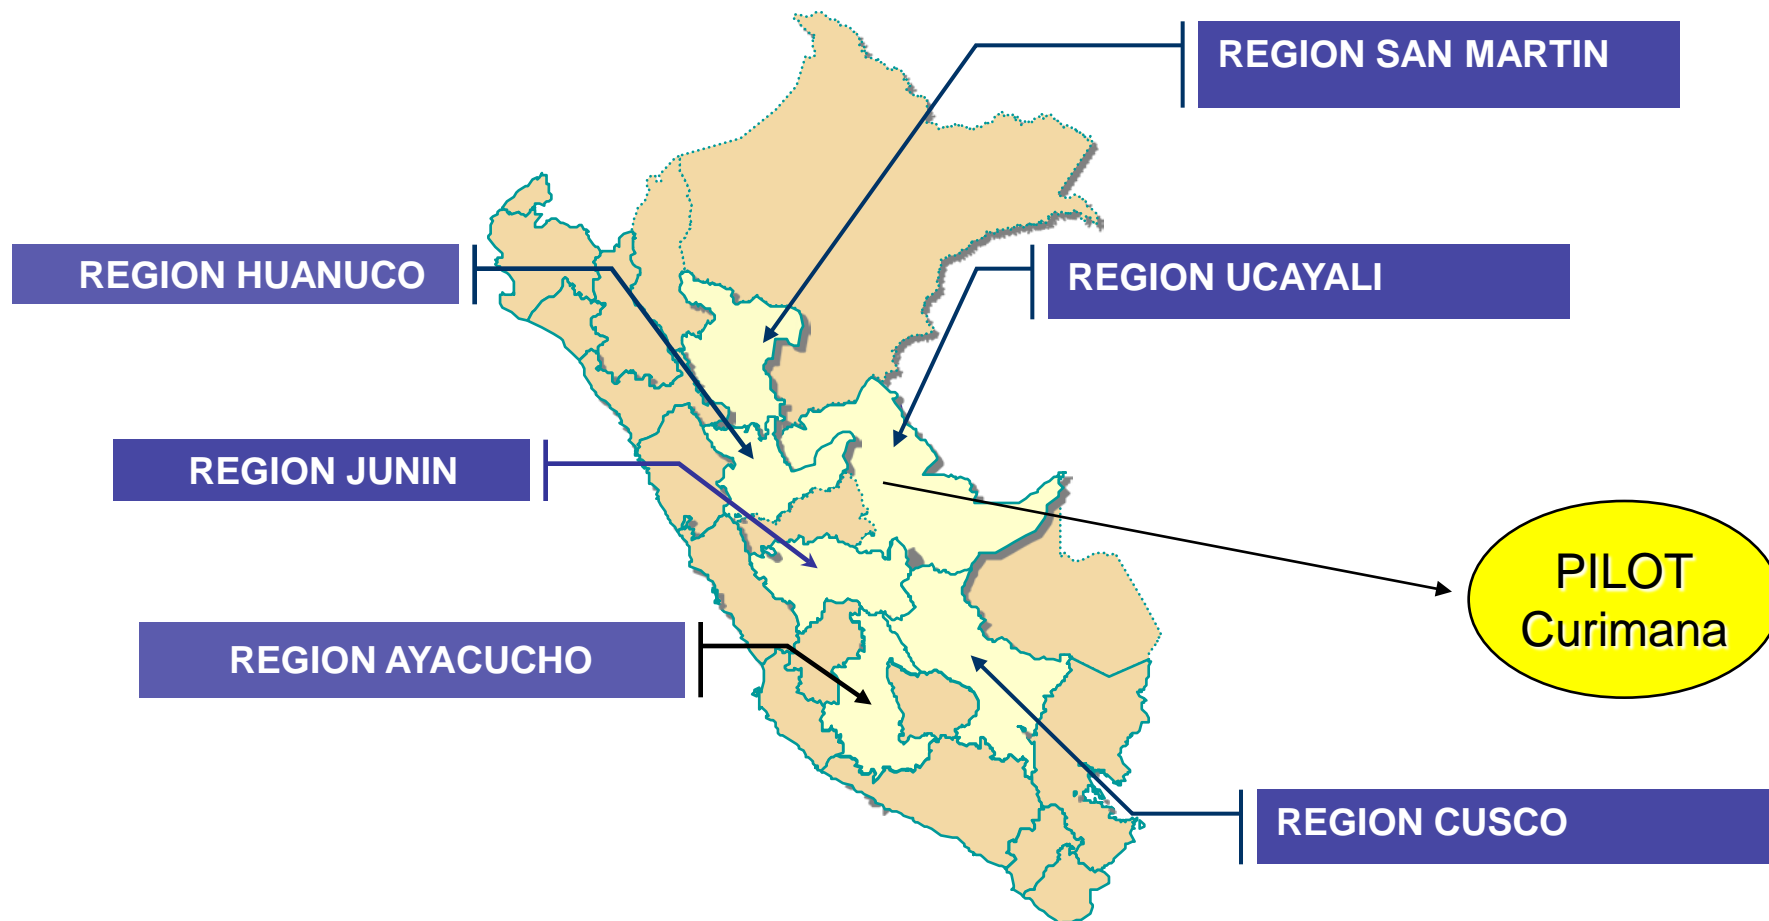 REGION SAN MARTIN
REGION HUANUCO
REGION UCAYALI
REGION JUNIN
PILOT
Curimana
REGION AYACUCHO
REGION CUSCO